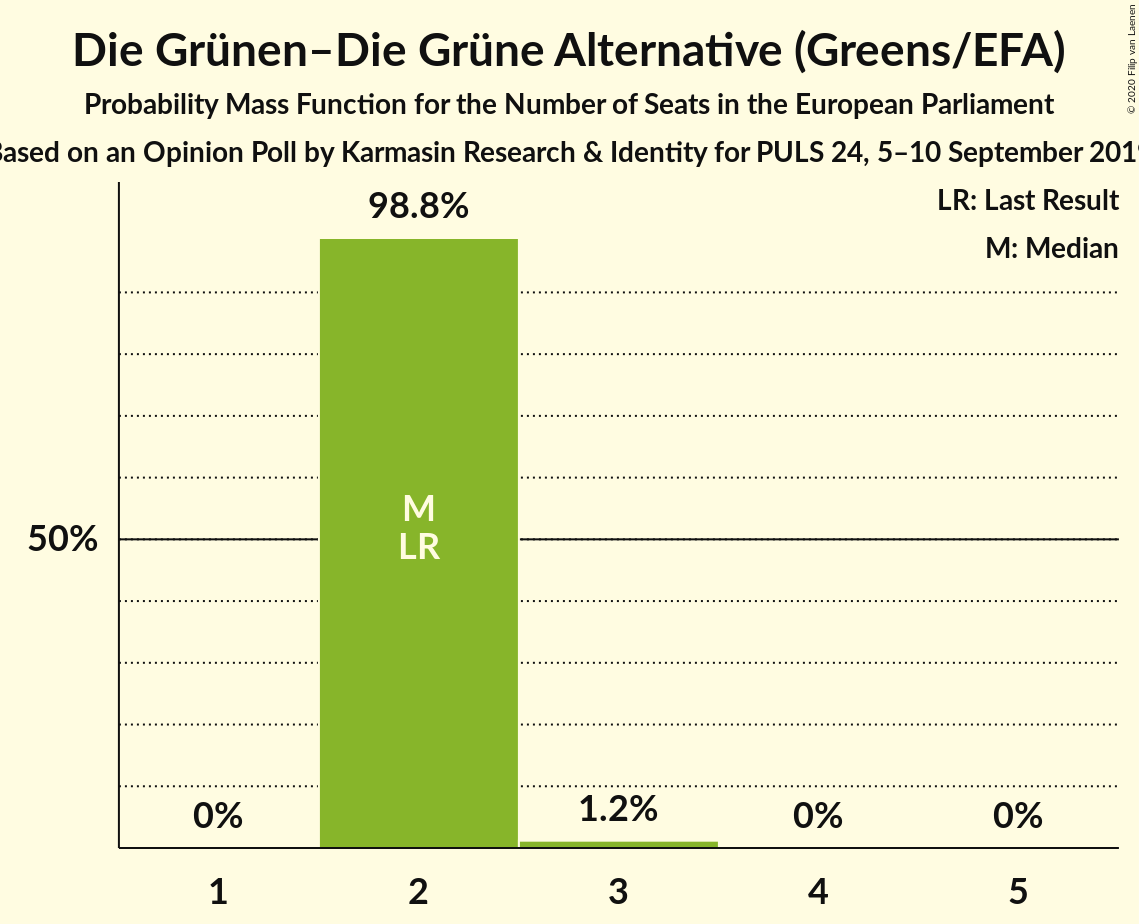 Die Grünen–Die Grüne Alternative (Greens/EFA)
Probability Mass Function for the Number of Seats in the European Parliament
Based on an Opinion Poll by Karmasin Research & Identity for PULS 24, 5–10 September 2019
© 2020 Filip van Laenen
LR: Last Result
M: Median
98.8%
M
LR
50%
0%
1.2%
0%
0%
1
2
3
4
5